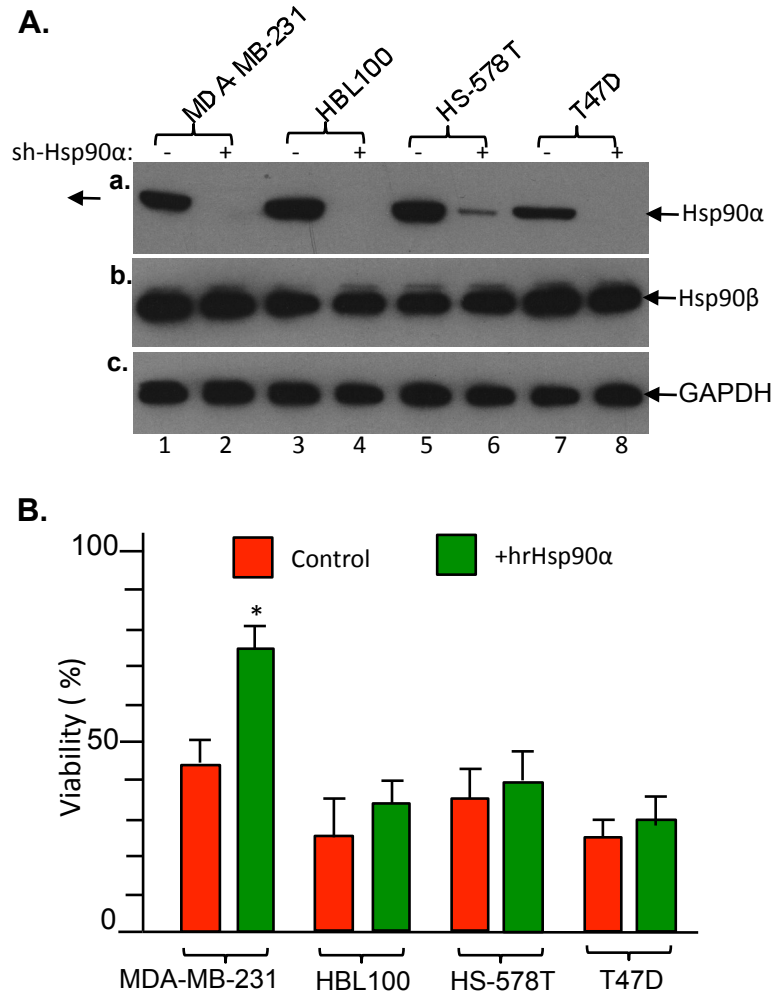 A.
MDA-MB-231 HBL100 HS-578T T47D
sh-Hsp90α: - + - + - + - +
a.
Hsp90α
b.
Hsp90β
c.
GAPDH
1 2 3 4 5 6 7 8
B.
100
Control +hrHsp90α
*
50
Viability ( %)
0
MDA-MB-231 HBL100 HS-578T T47D